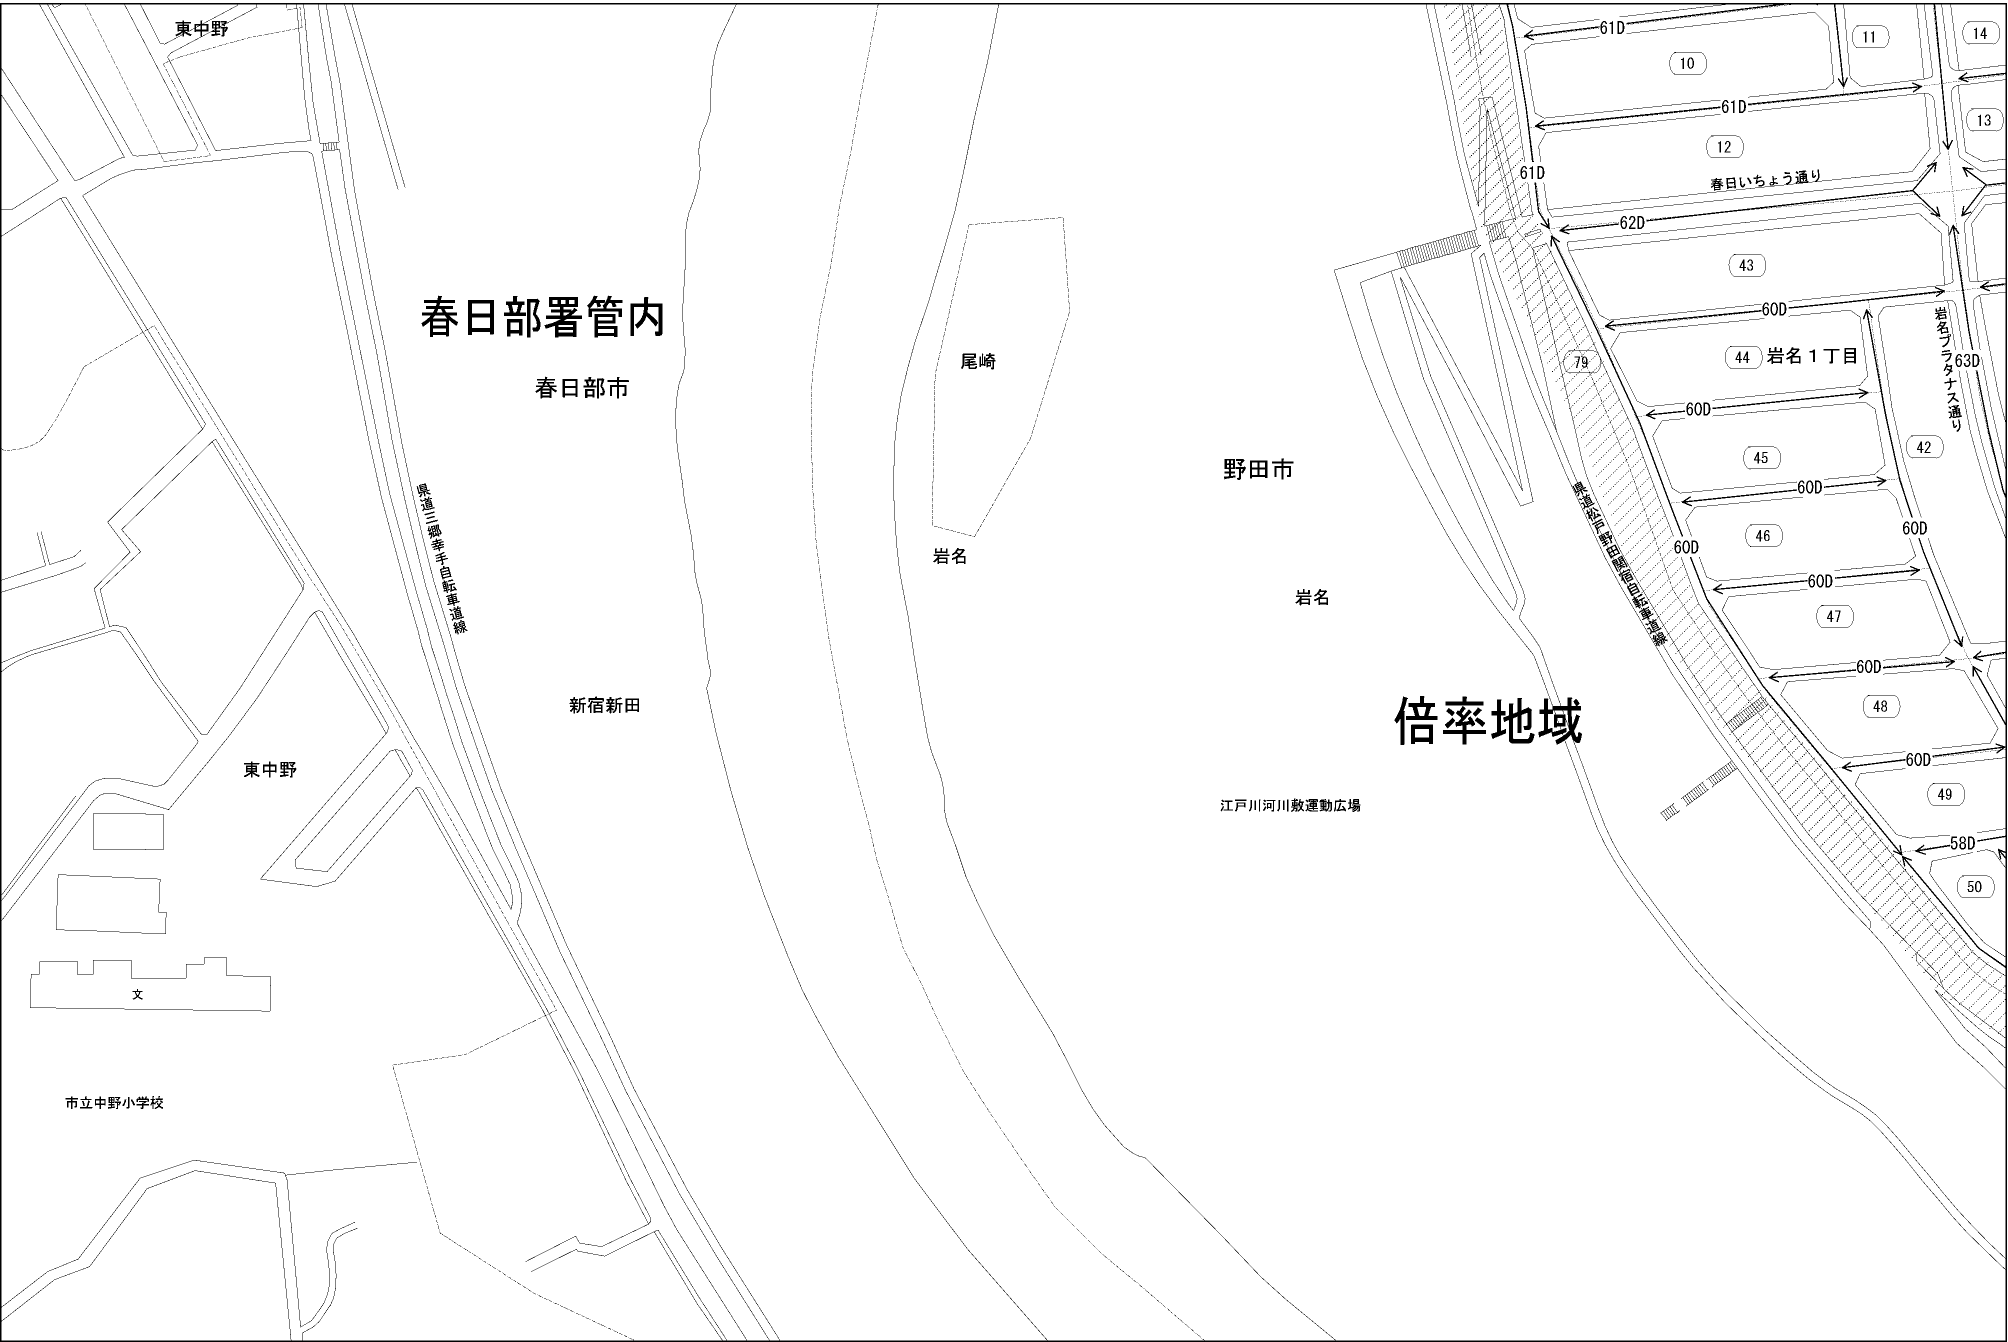 東中野
61D
11
14
10
61D
13
12
61D
春日いちょう通り
62D
43
春日部署管内
60D
岩名プラタナス通り
尾崎
79
44
岩名1丁目
63D
春日部市
60D
野田市
45
42
県道三郷幸手自転車道線
県道松戸野田関宿自転車道線
60D
60D
46
60D
岩名
60D
岩名
47
60D
新宿新田
48
倍率地域
東中野
60D
49
江戸川河川敷運動広場
58D
50
文
市立中野小学校